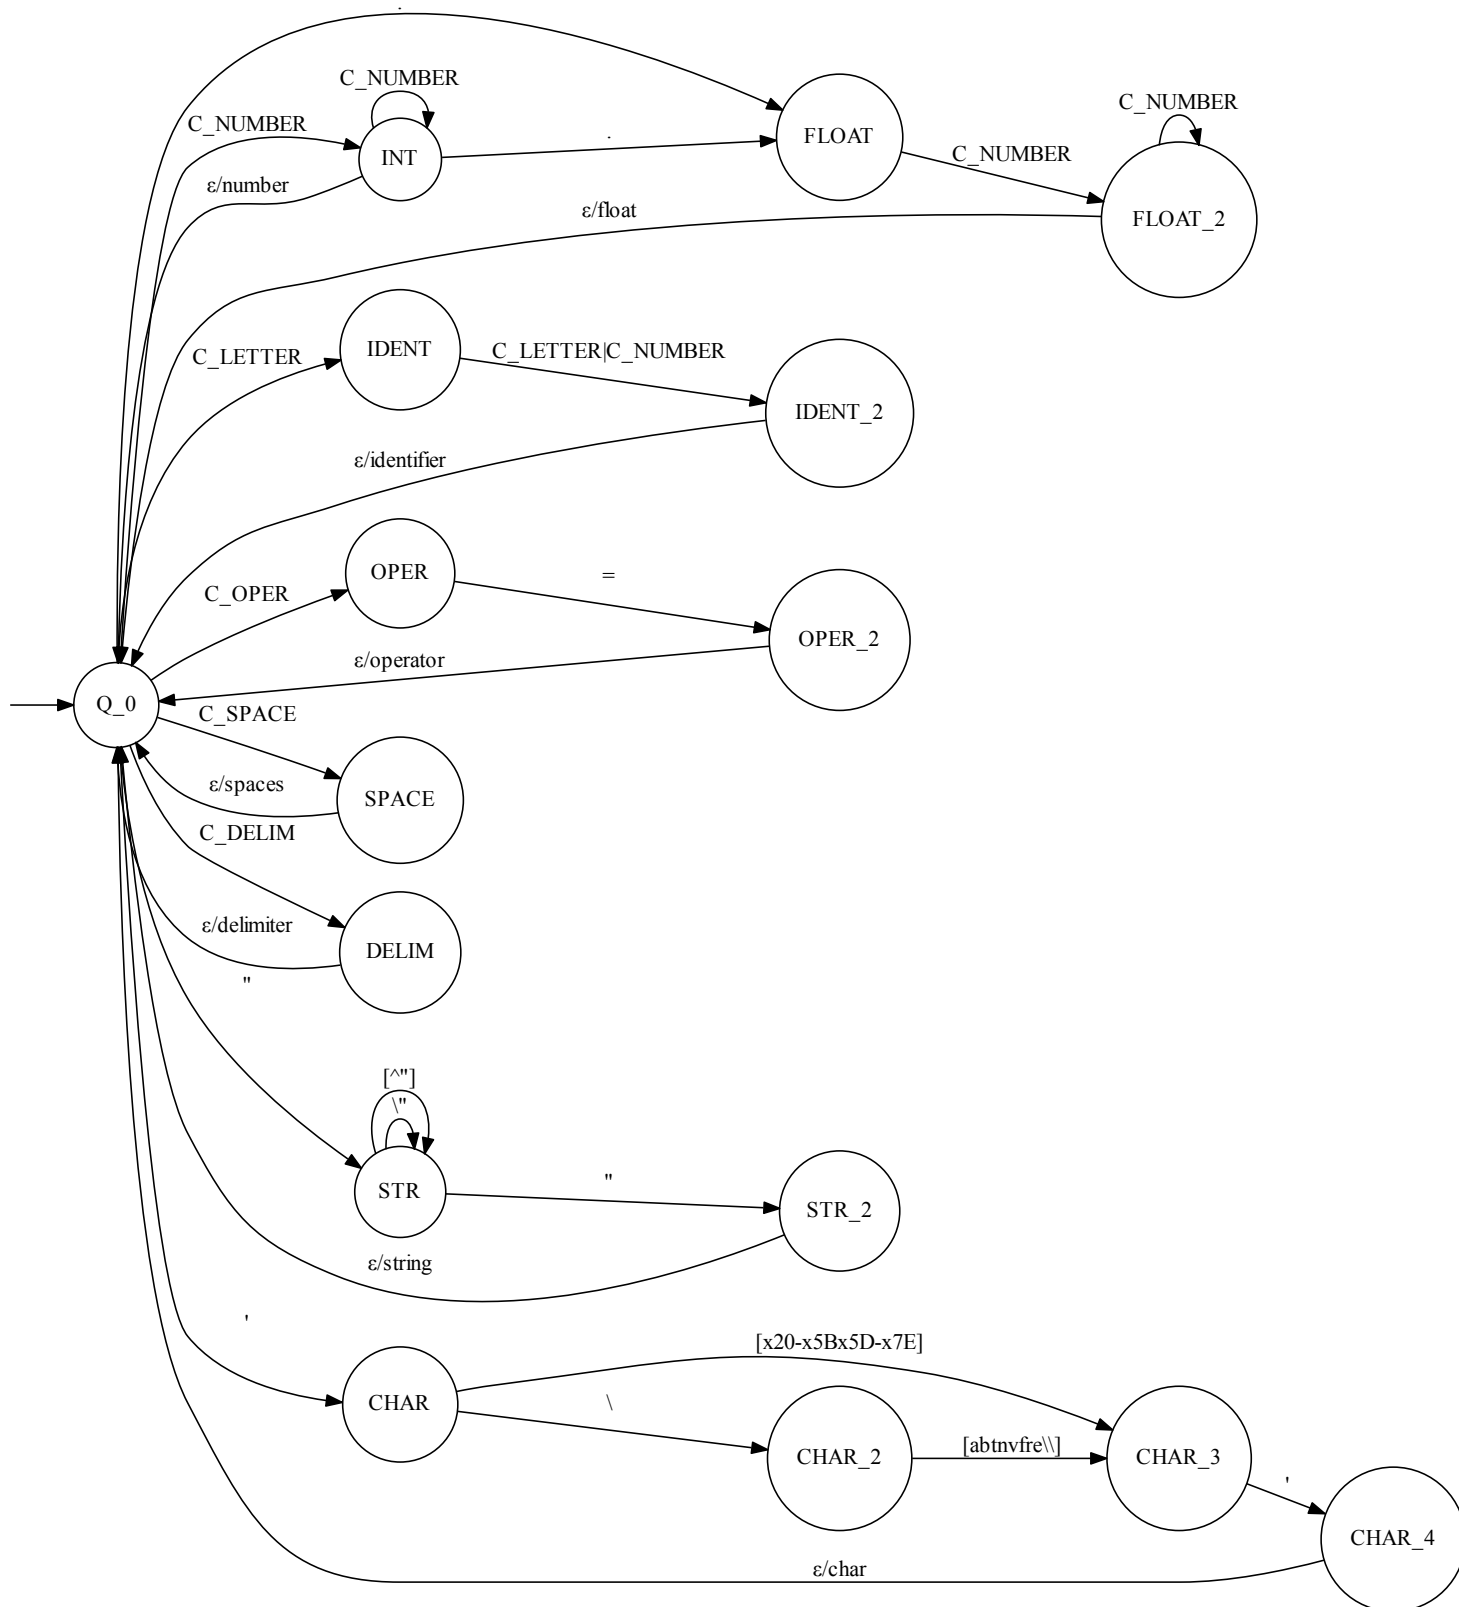 .
C_NUMBER
C_NUMBER
C_NUMBER
INT
.
FLOAT
C_NUMBER
FLOAT_2
ε/number
ε/float
C_LETTER
IDENT
C_LETTER|C_NUMBER
IDENT_2
ε/identifier
C_OPER
OPER
=
OPER_2
ε/operator
Q_0
C_SPACE
SPACE
ε/spaces
C_DELIM
DELIM
ε/delimiter
"
[^"]
\"
STR
"
STR_2
ε/string
'
CHAR
[x20-x5Bx5D-x7E]
\
CHAR_2
[abtnvfre\\]
CHAR_3
'
CHAR_4
ε/char